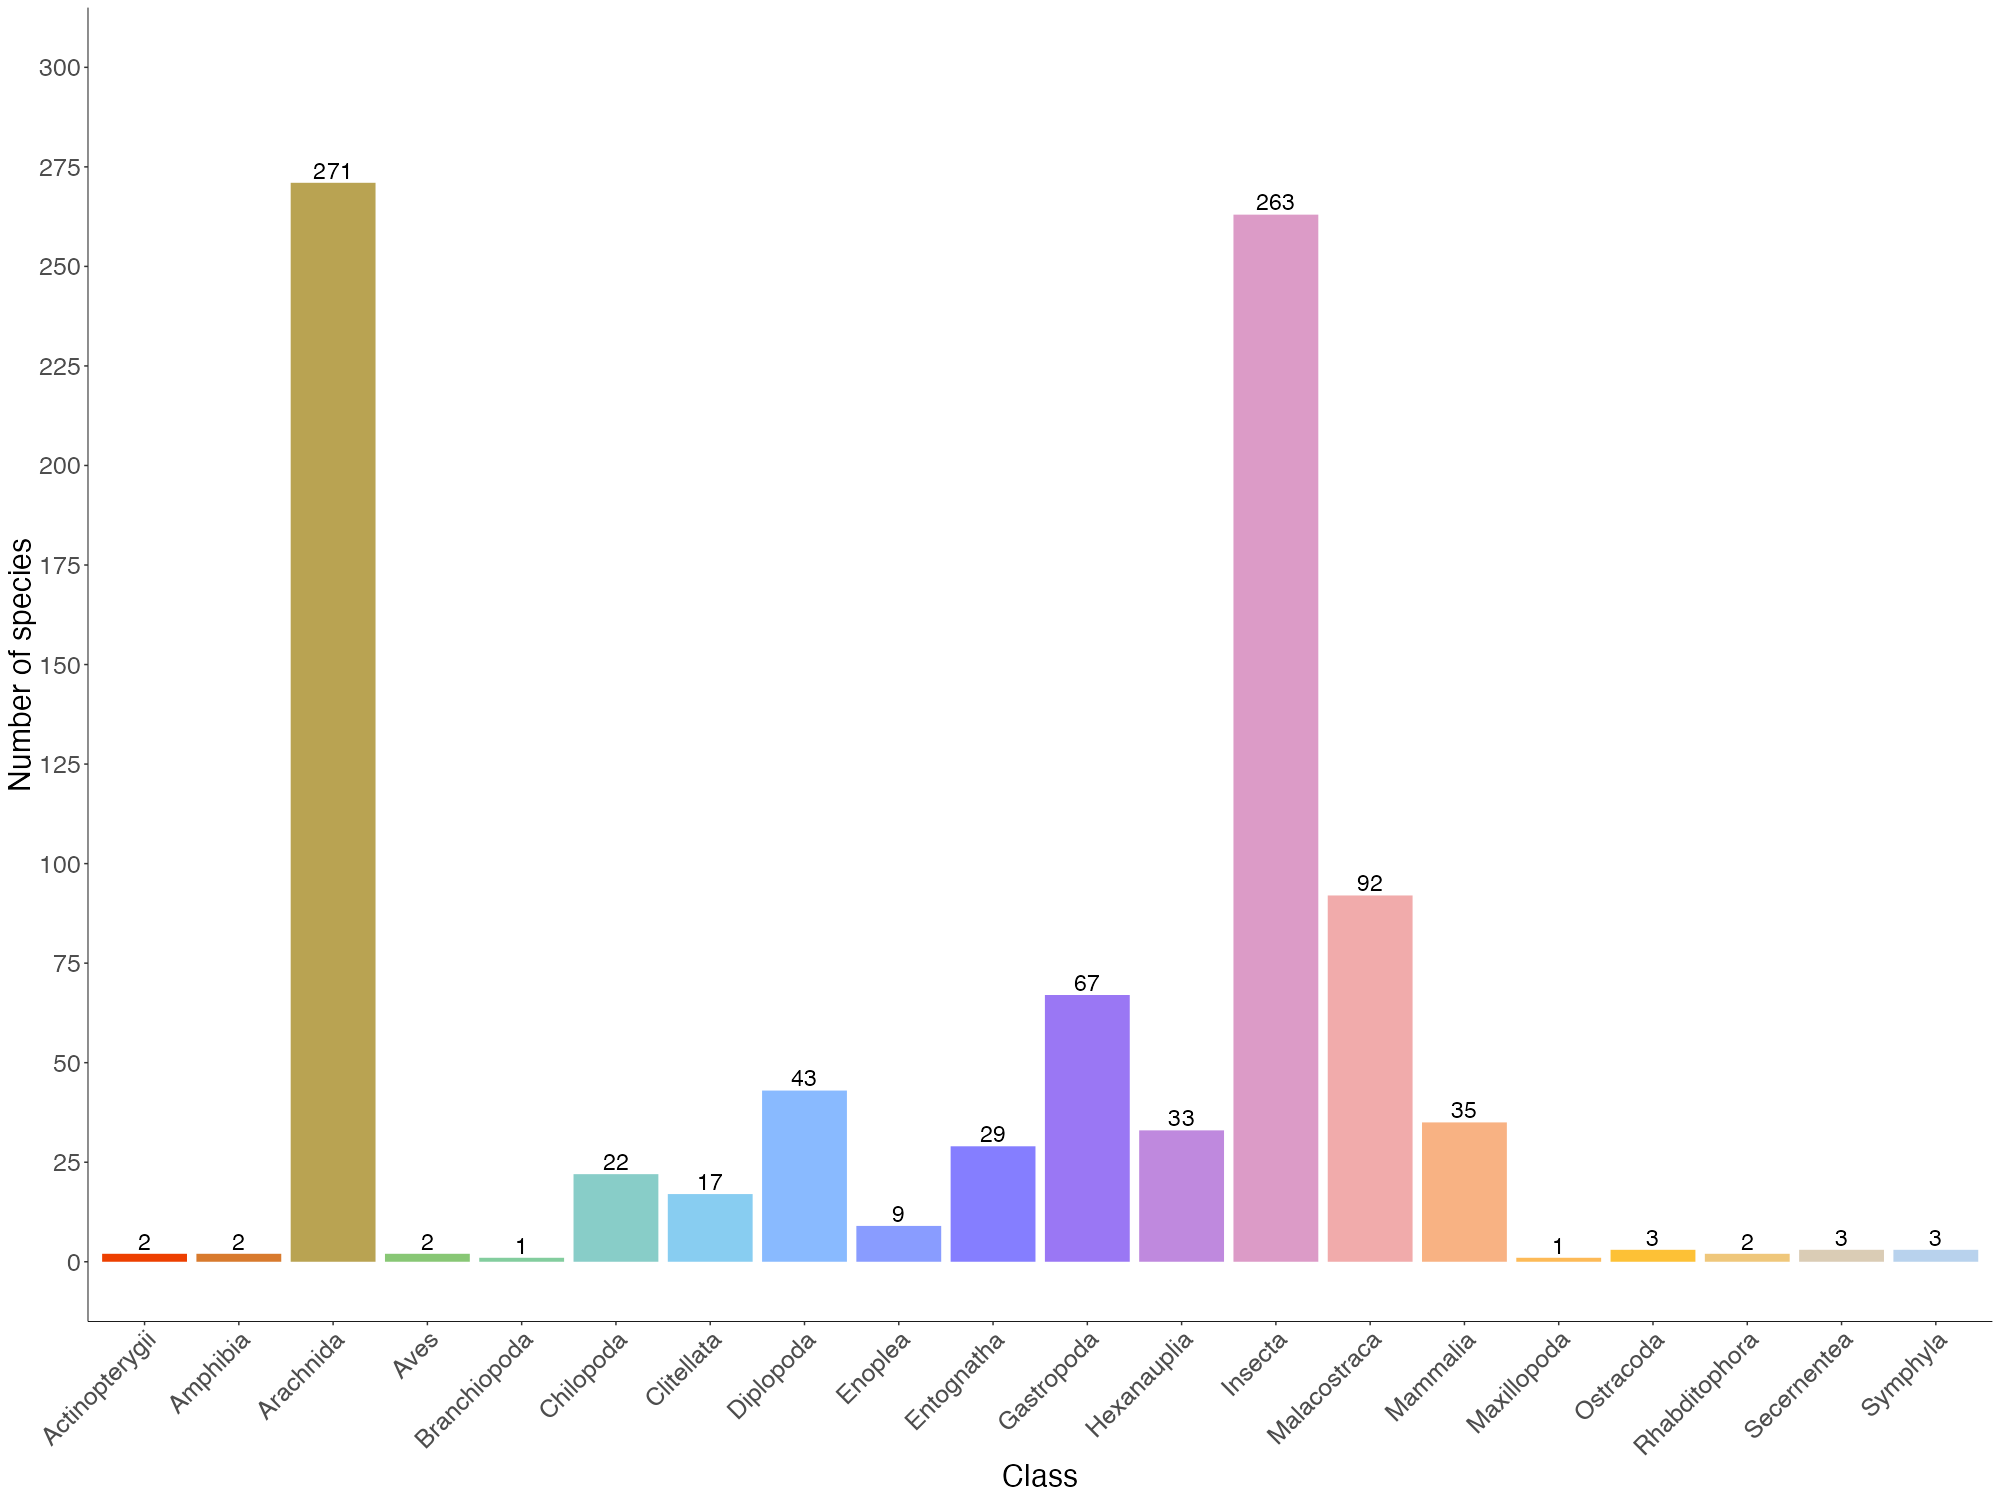 Number of species
300
275
250
225
200
175
150
125
100
75
50
25
0
2
2
271
2
1
22
17
43
9
29
67
33
263
92
35
1
3
2
3
3
Actinopterygii
Amphibia
Arachnida
Aves
Branchiopoda
Chilopoda
Clitellata
Diplopoda
Enoplea
Entognatha
Gastropoda
Hexanauplia
Insecta
Malacostraca
Mammalia
Maxillopoda
Ostracoda
Rhabditophora
Secernentea
Symphyla
Class